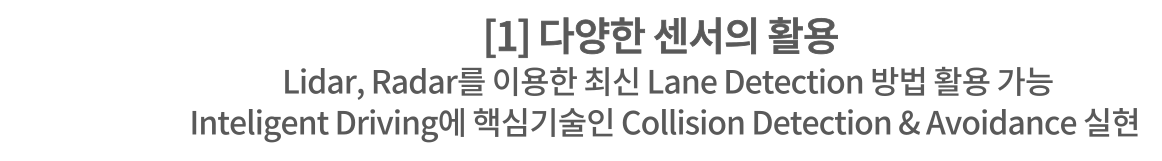 [1] 다양한 센서의 활용
Lidar, Radar를 이용한 최신 Lane Detection 방법 활용 가능
Inteligent Driving에 핵심기술인 Collision Detection & Avoidance 실현